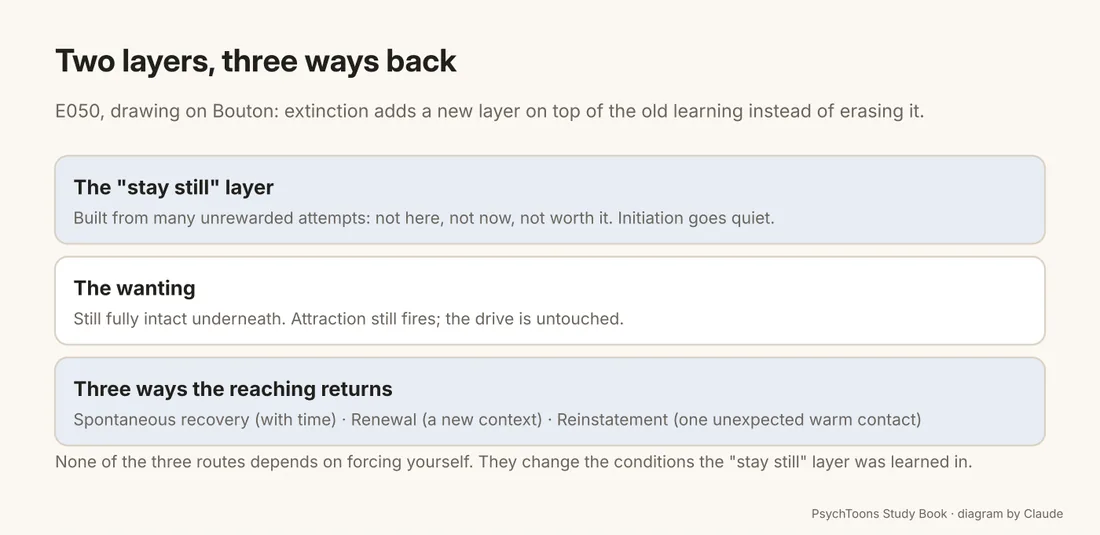 Two layers, three ways back
E050, drawing on Bouton: extinction adds a new layer on top of the old learning instead of erasing it.
The "stay still" layer
Built from many unrewarded attempts: not here, not now, not worth it. Initiation goes quiet.
The wanting
Still fully intact underneath. Attraction still fires; the drive is untouched.
Three ways the reaching returns
Spontaneous recovery (with time) · Renewal (a new context) · Reinstatement (one unexpected warm contact)
None of the three routes depends on forcing yourself. They change the conditions the "stay still" layer was learned in.
PsychToons Study Book · diagram by Claude